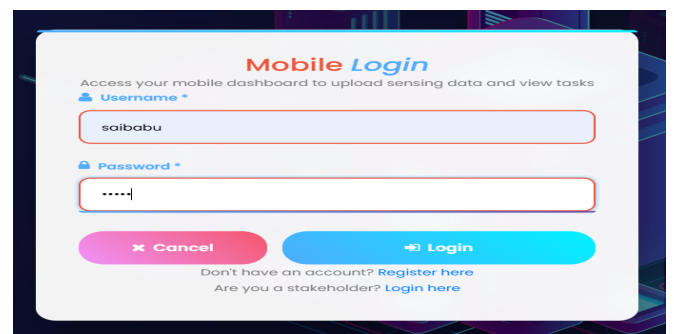 Mobile Login
Access your mobile dashboard to upload sensing data and view tasks
Username *
saibabu
Password *
•••••
Cancel
Login
Don't have an account? Register here
Are you a stakeholder? Login here